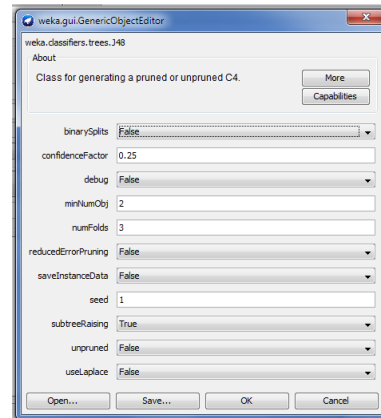 weka.gui.GenericObjectEditor
weka.classifiers.trees.J48
About
Class for generating a pruned or unpruned C4.
More
Capabilities
binarySplits False
confidenceFactor 0.25
debug False
minNumObj 2
numFolds 3
reducedErrorPruning False
saveInstanceData False
seed 1
subtreeRaising True
unpruned False
useLaplace False
Open... Save... OK Cancel